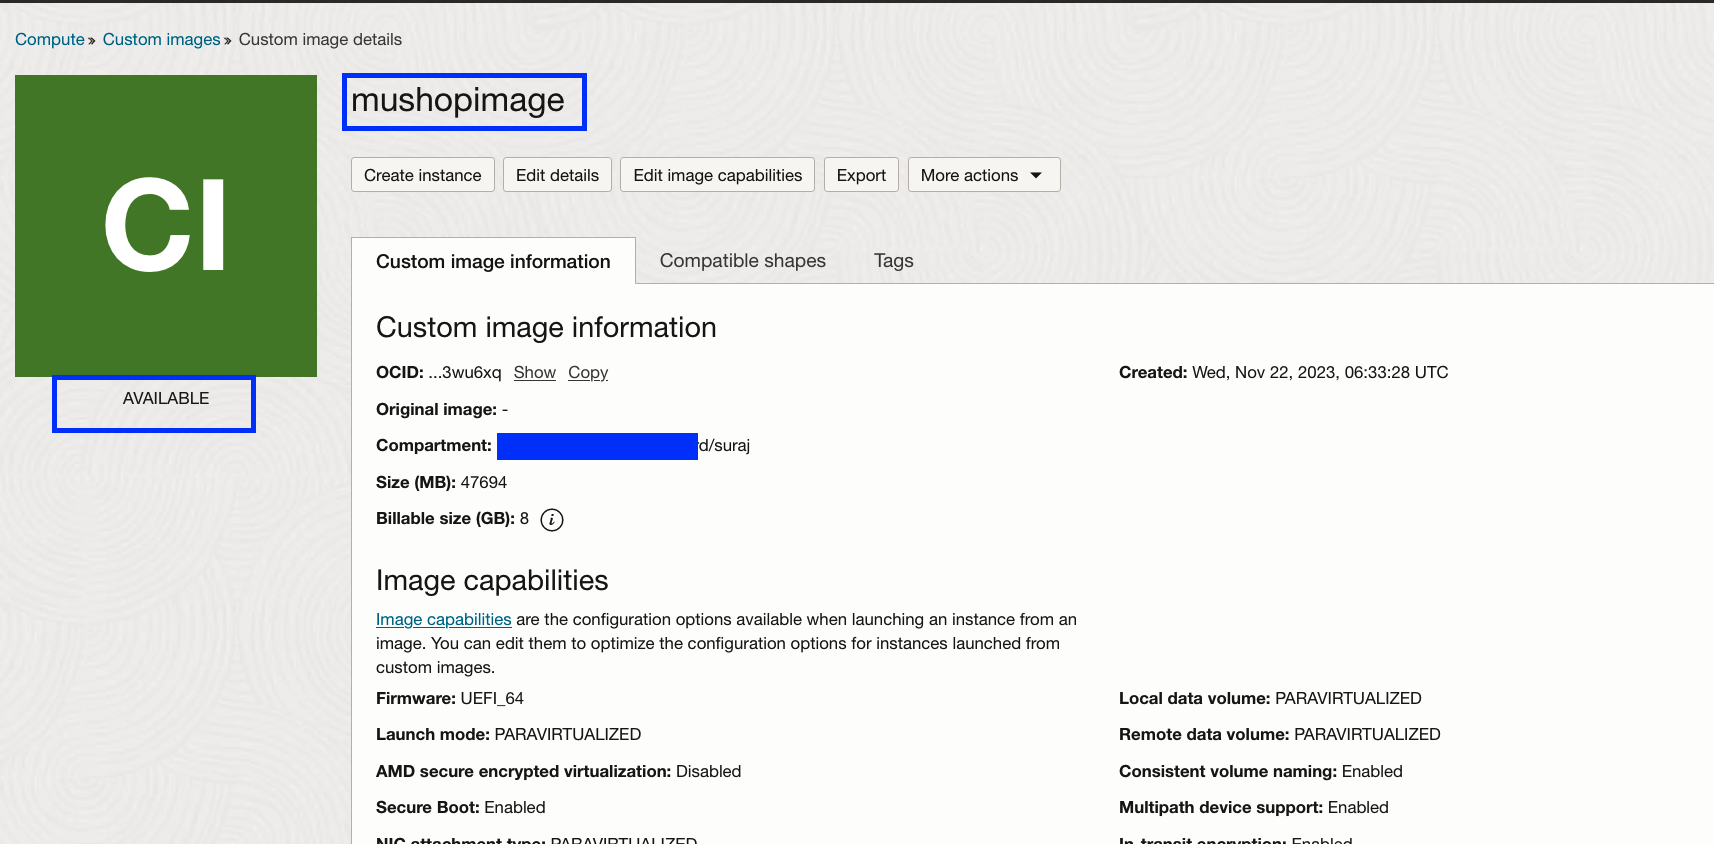 Compute » Custom images » Custom image details
CI
AVAILABLE
mushopimage
Create instance Edit details Edit image capabilities Export More actions
Custom image information Compatible shapes Tags
Custom image information
OCID: ...3wu6xq Show Copy
Created: Wed, Nov 22, 2023, 06:33:28 UTC
Original image: -
Compartment: d/suraj
Size (MB): 47694
Billable size (GB): 8 i
Image capabilities
Image capabilities are the configuration options available when launching an instance from an
image. You can edit them to optimize the configuration options for instances launched from
custom images.
Firmware: UEFI_64
Local data volume: PARAVIRTUALIZED
Launch mode: PARAVIRTUALIZED
Remote data volume: PARAVIRTUALIZED
AMD secure encrypted virtualization: Disabled
Consistent volume naming: Enabled
Secure Boot: Enabled
Multipath device support: Enabled
NIC attachment type: PARAVIRTUALIZED
In-transit encryption: Enabled